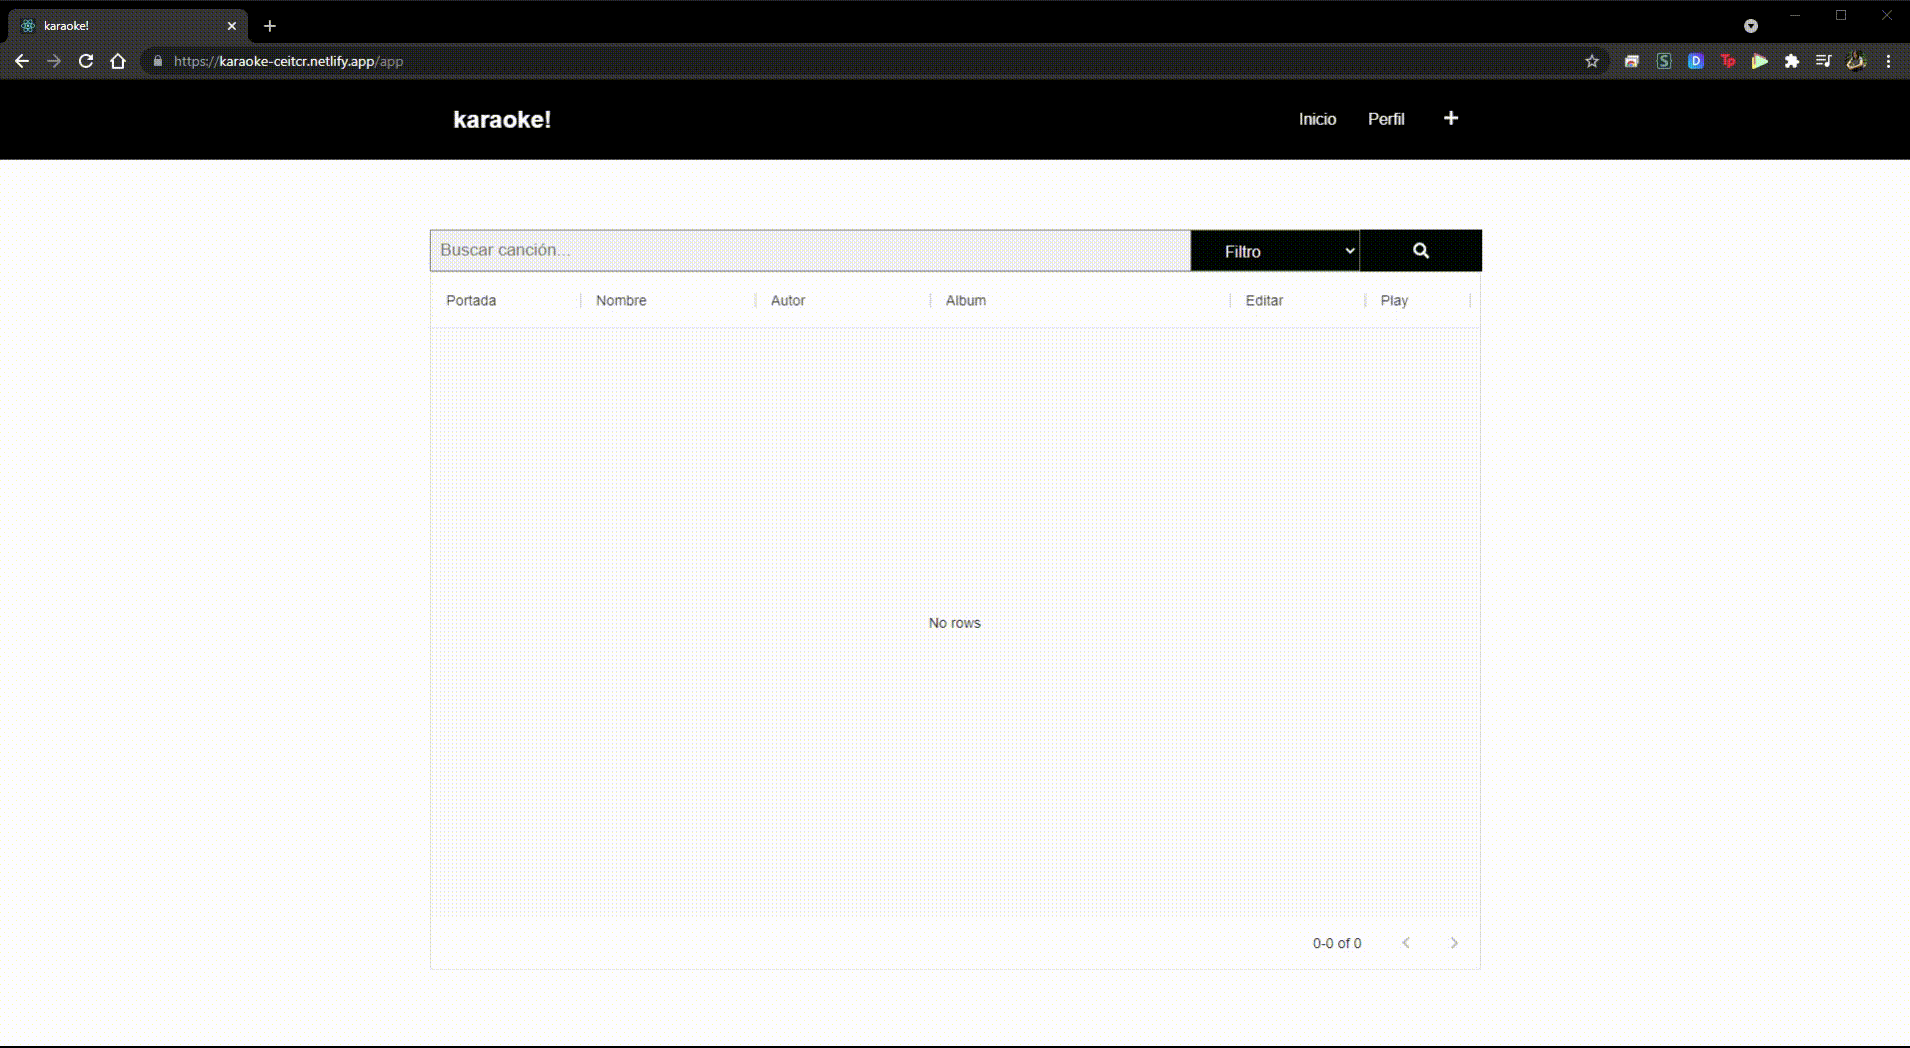 karaoke!
https://karaoke-ceitcr.netlify.app/app
karaoke! Inicio Perfil
Buscar canción... Filtro
Portada Nombre Autor Album Editar Play
No rows
0-0 of 0